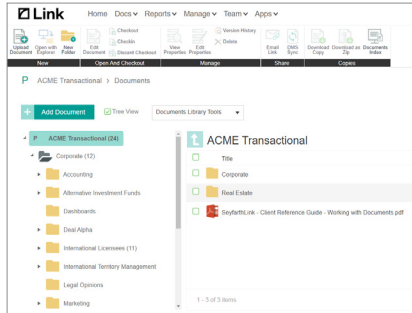 Link
Home Docs Reports Manage Team Apps
Upload Document
Open with Explorer
New Folder
Edit Document
Checkout
Checkin
Discard Checkout
View Properties
Edit Properties
Version History
Delete
Email Link
DMS Sync
Download Copy
Download as Zip
Documents Index
New
Open And Checkout
Manage
Share
Copies
P ACME Transactional > Documents
+ Add Document
Tree View
Documents Library Tools
P ACME Transactional (24)
Corporate (12)
Accounting
Alternative Investment Funds
Dashboards
Deal Alpha
International Licensees (11)
International Territory Management
Legal Opinions
Marketing
t ACME Transactional
Title
Corporate
Real Estate
SeyfarthLink - Client Reference Guide - Working with Documents.pdf
1 - 3 of 3 items